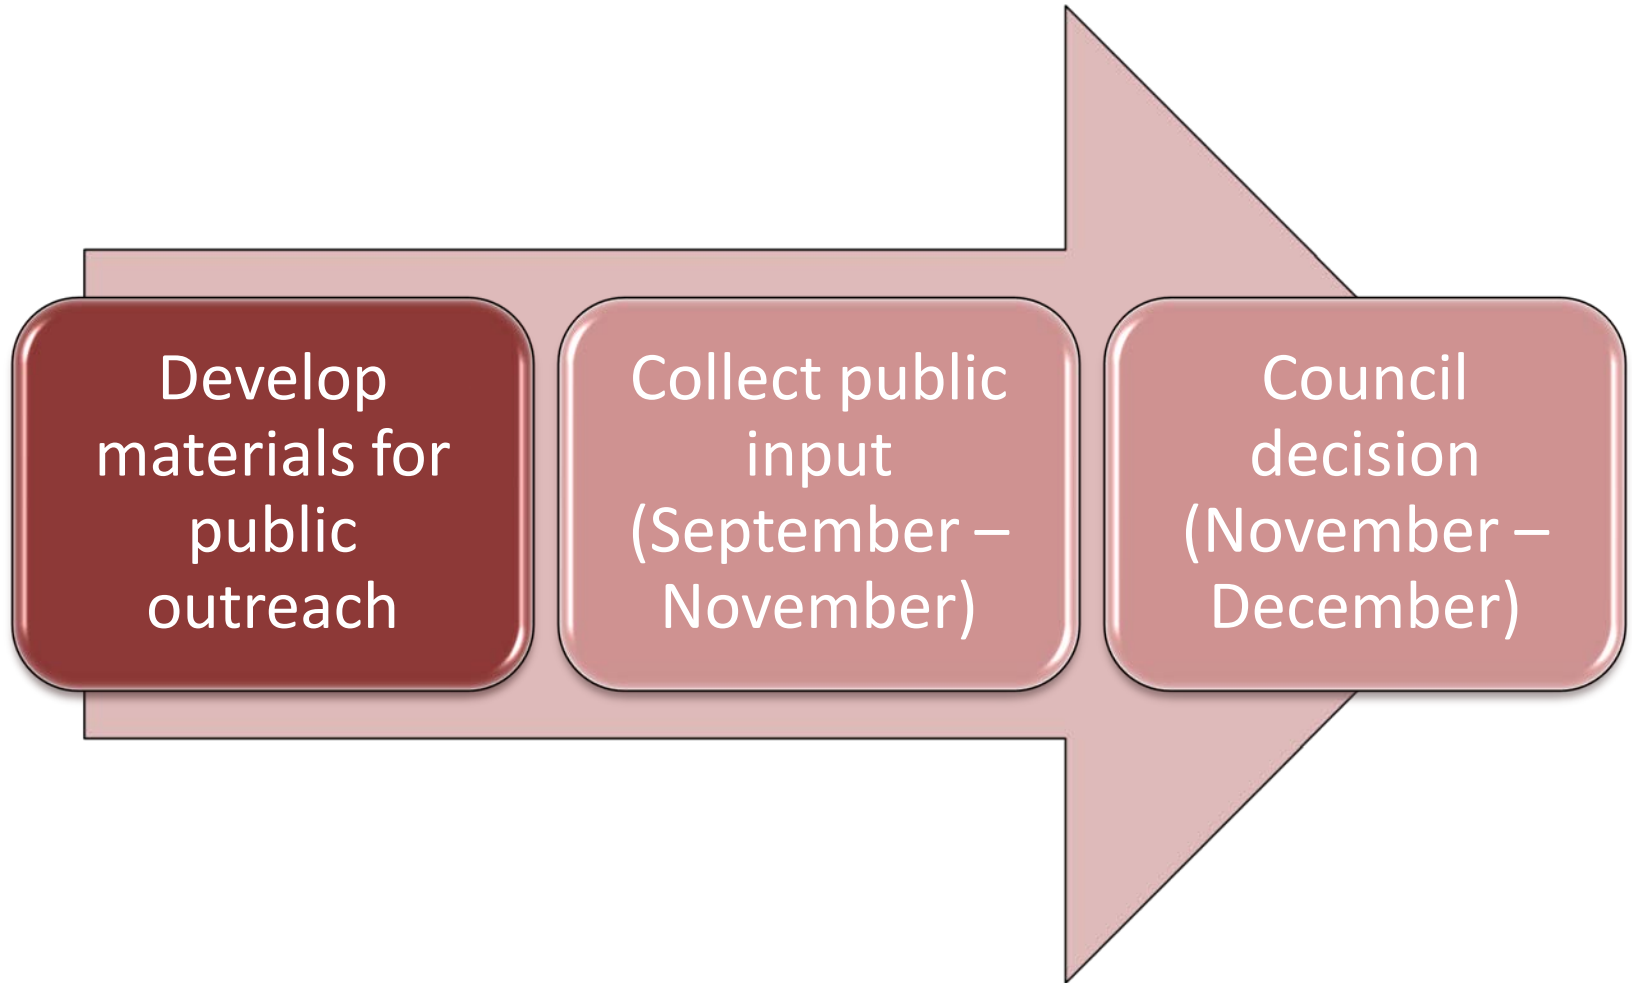 Develop
materials for
public
outreach
Collect public
input
(September –
November)
Council
decision
(November –
December)